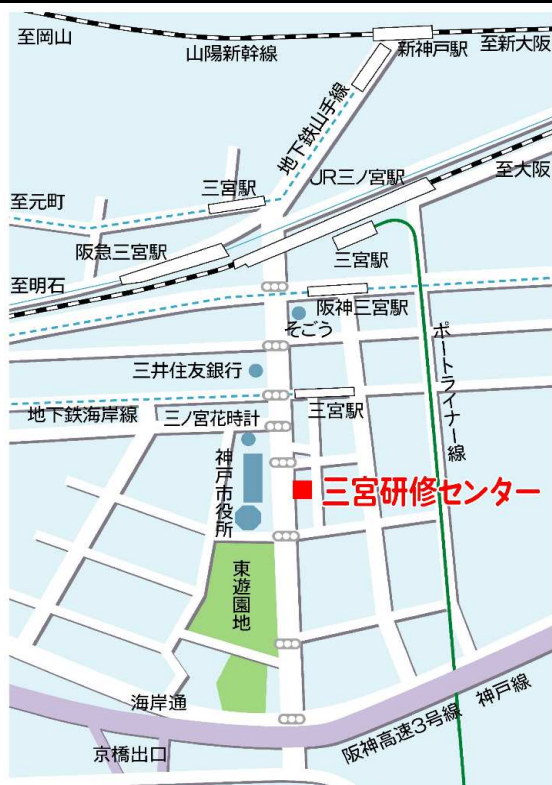 至岡山
山陽新幹線
新神戸駅
至新大阪
地下鉄山手線
三宮駅
JR三ノ宮駅
至大阪
至元町
阪急三宮駅
三宮駅
至明石
阪神三宮駅
そごう
ポートライナー線
三井住友銀行
三宮駅
地下鉄海岸線
三ノ宮花時計
神戸市役所
三宮研修センター
東遊園地
海岸通
阪神高速3号線 神戸線
京橋出口